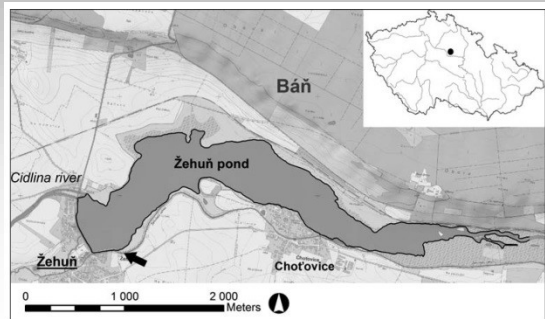 Báň
Žehuň pond
Cidlina river
Žehuň
Choťovice
0 1 000 2 000
Meters